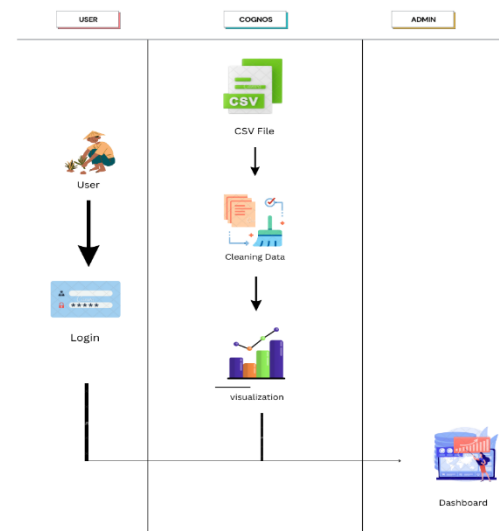 USER
COGNOS
ADMIN
CSV
CSV File
User
Cleaning Data
Login
visualization
Dashboard